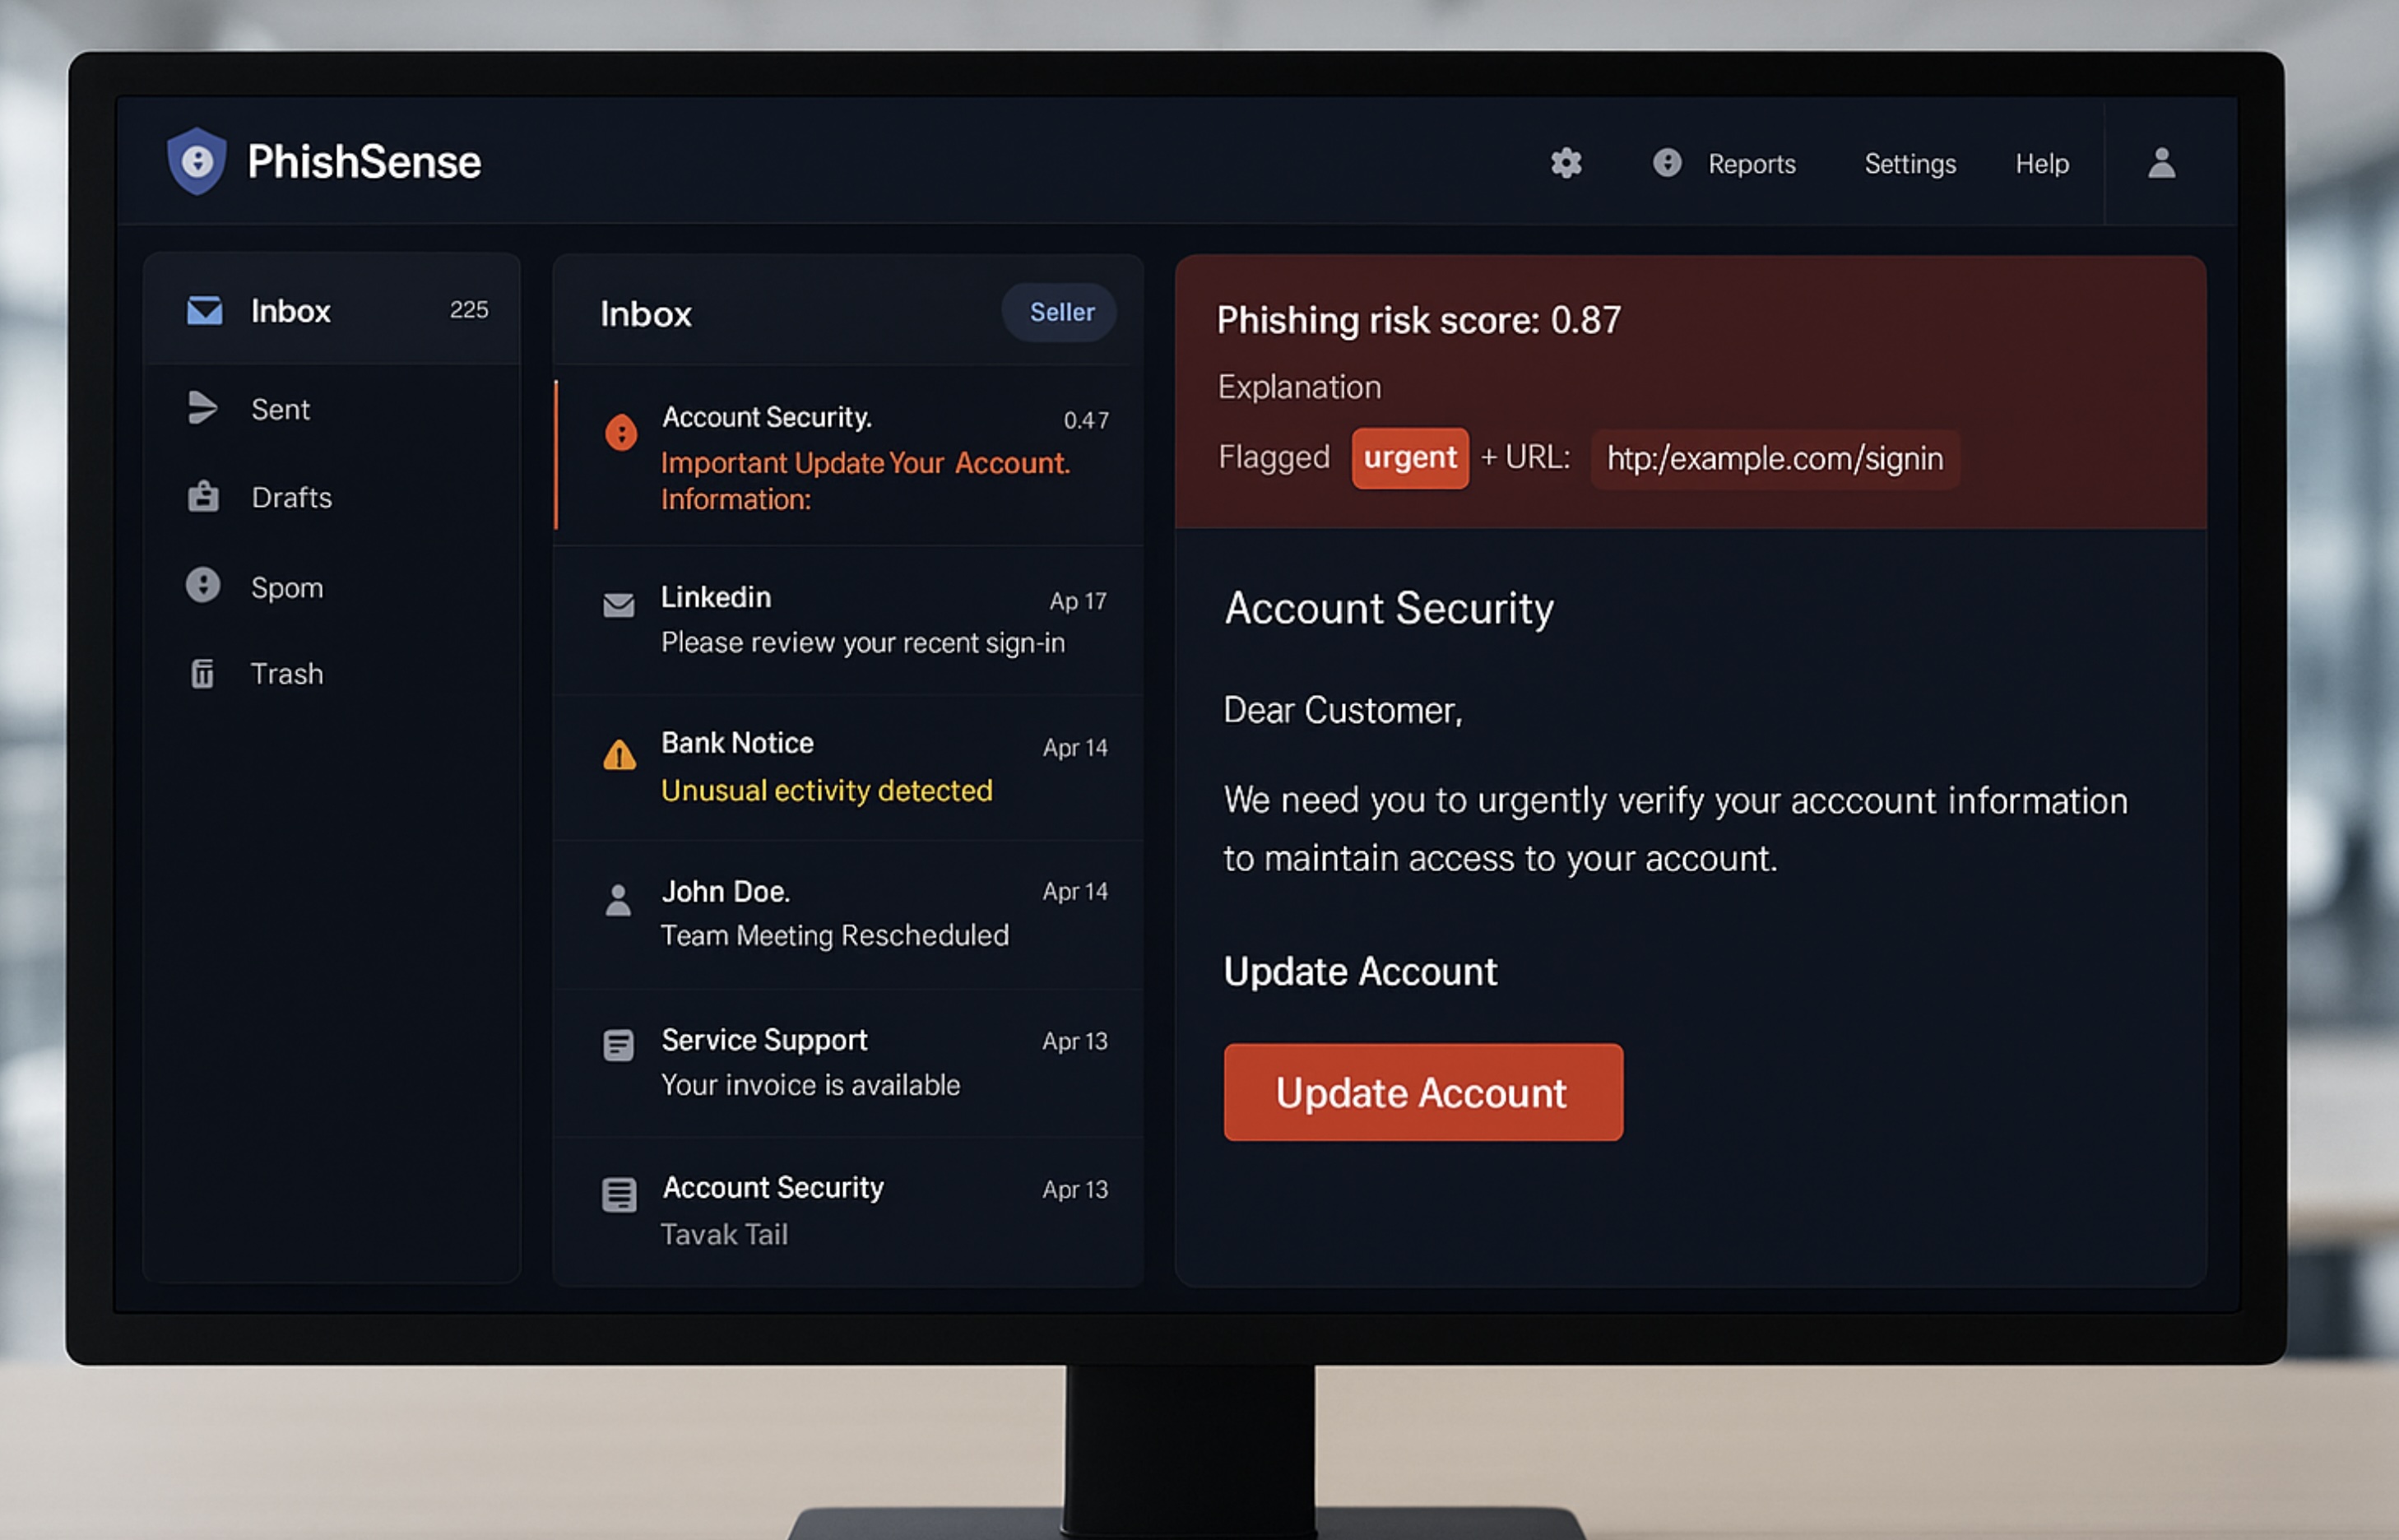 PhishSense
Reports
Settings
Help
Inbox 225
Sent
Drafts
Spom
Trash
Inbox
Seller
Account Security. 0.47
Important Update Your Account.
Information:
Linkedin Ap 17
Please review your recent sign-in
Bank Notice Apr 14
Unusual ectivity detected
John Doe. Apr 14
Team Meeting Rescheduled
Service Support Apr 13
Your invoice is available
Account Security Apr 13
Tavak Tail
Phishing risk score: 0.87
Explanation
Flagged urgent + URL: htp:/example.com/signin
Account Security
Dear Customer,
We need you to urgently verify your acccount information
to maintain access to your account.
Update Account
Update Account